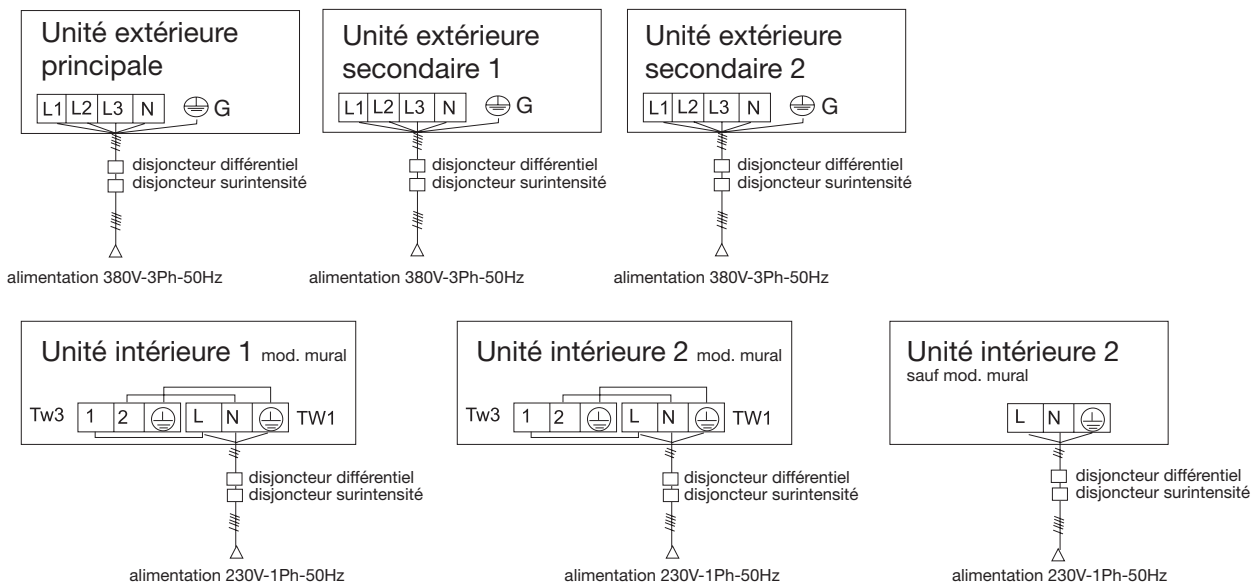 Unité extérieure
principale
L1 L2 L3 N G
disjoncteur différentiel
disjoncteur surintensité
alimentation 380V-3Ph-50Hz
Unité extérieure
secondaire 1
L1 L2 L3 N G
disjoncteur différentiel
disjoncteur surintensité
alimentation 380V-3Ph-50Hz
Unité extérieure
secondaire 2
L1 L2 L3 N G
disjoncteur différentiel
disjoncteur surintensité
alimentation 380V-3Ph-50Hz
Unité intérieure 1 mod. mural
Tw3 1 2 L N TW1
disjoncteur différentiel
disjoncteur surintensité
alimentation 230V-1Ph-50Hz
Unité intérieure 2 mod. mural
Tw3 1 2 L N TW1
disjoncteur différentiel
disjoncteur surintensité
alimentation 230V-1Ph-50Hz
Unité intérieure 2
sauf mod. mural
L N
disjoncteur différentiel
disjoncteur surintensité
alimentation 230V-1Ph-50Hz